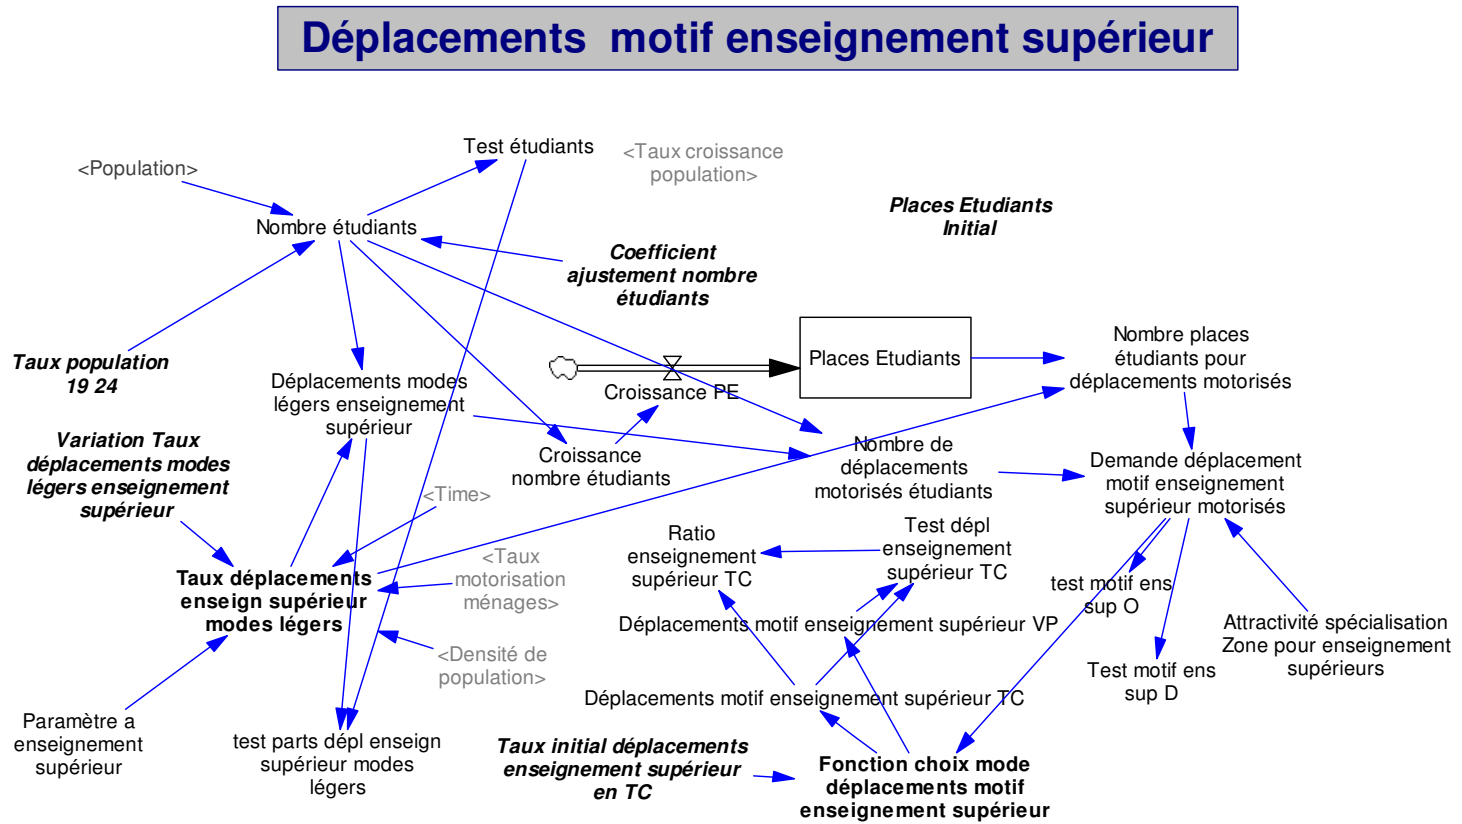 Déplacements  motif enseignement supérieur
Test étudiants
<Taux croissance
population>
<Population>
Places Etudiants
Initial
Nombre étudiants
Coefficient
ajustement nombre
étudiants
Taux population
19 24
Places Etudiants
Nombre places
étudiants pour
déplacements motorisés
Croissance PE
Déplacements modes
légers enseignement
supérieur
Variation Taux
déplacements modes
légers enseignement
supérieur
Croissance
nombre étudiants
Nombre de
déplacements
motorisés étudiants
Demande déplacement
motif enseignement
supérieur motorisés
<Time>
Ratio
enseignement
supérieur TC
Test dépl
enseignement
supérieur TC
<Taux
motorisation
ménages>
Taux déplacements
enseign supérieur
modes légers
test motif ens
sup O
Déplacements motif enseignement supérieur VP
Attractivité spécialisation
Zone pour enseignement
supérieurs
<Densité de
population>
Test motif ens
sup D
Déplacements motif enseignement supérieur TC
Paramètre a
enseignement
supérieur
test parts dépl enseign
supérieur modes
légers
Taux initial déplacements
enseignement supérieur
en TC
Fonction choix mode
déplacements motif
enseignement supérieur